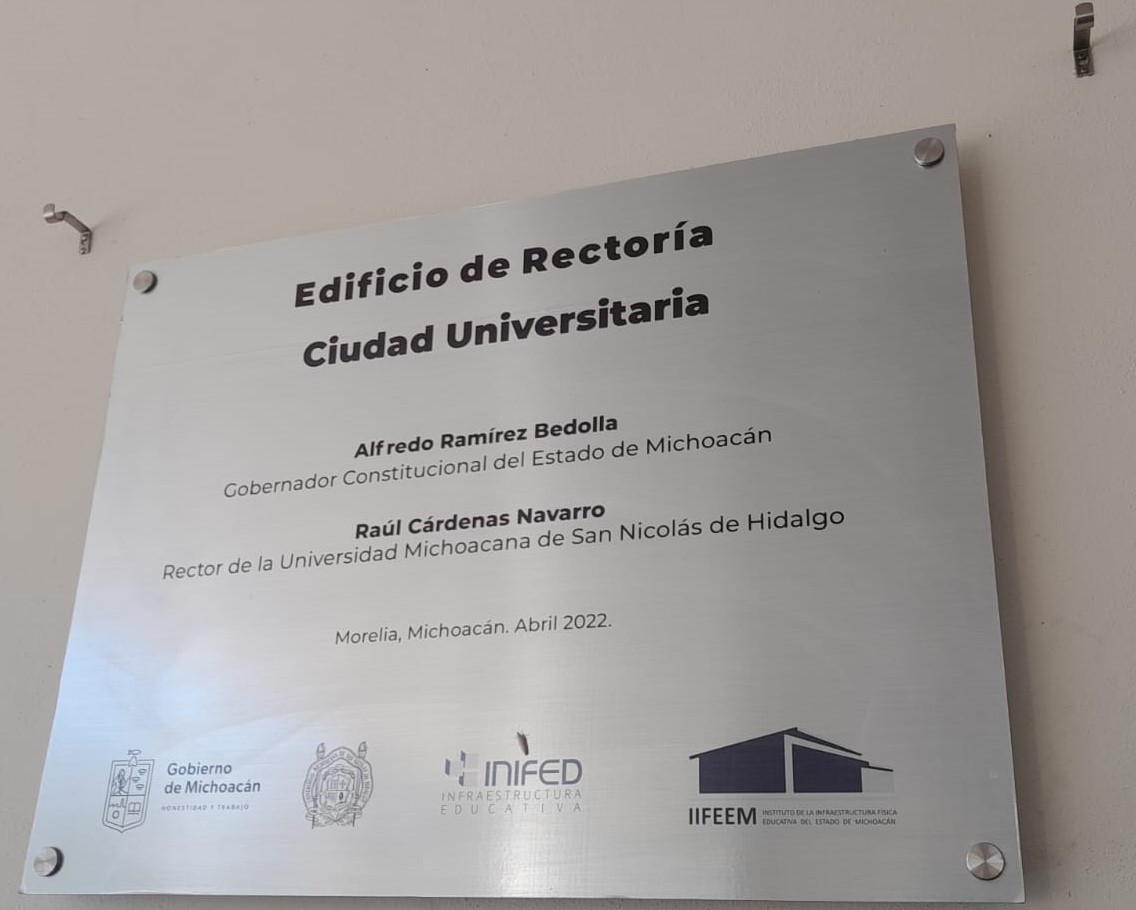 Edificio de Rectoría
Ciudad Universitaria
Alfredo Ramírez Bedolla
Gobernador Constitucional del Estado de Michoacán
Raúl Cárdenas Navarro
Rector de la Universidad Michoacana de San Nicolás de Hidalgo
Morelia, Michoacán. Abril 2022.
Gobierno
de Michoacán
HONESTIDAD Y TRABAJO
INIFED
INFRAESTRUCTURA
EDUCATIVA
IIFEEM
INSTITUTO DE LA INFRAESTRUCTURA FÍSICA
EDUCATIVA DEL ESTADO DE MICHOACÁN